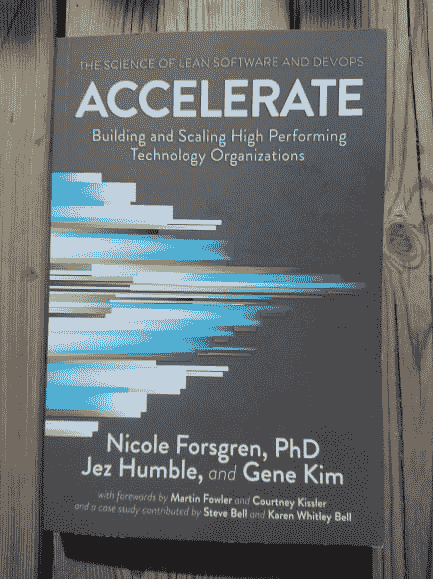 THE SCIENCE OF LEAN SOFTWARE AND DEVOPS
ACCELERATE
Building and Scaling High Performing
Technology Organizations
Nicole Forsgren, PhD
Jez Humble, and Gene Kim
with forewords by Martin Fowler and Courtney Kissler
and a case study contributed by Steve Bell and Karen Whitley Bell